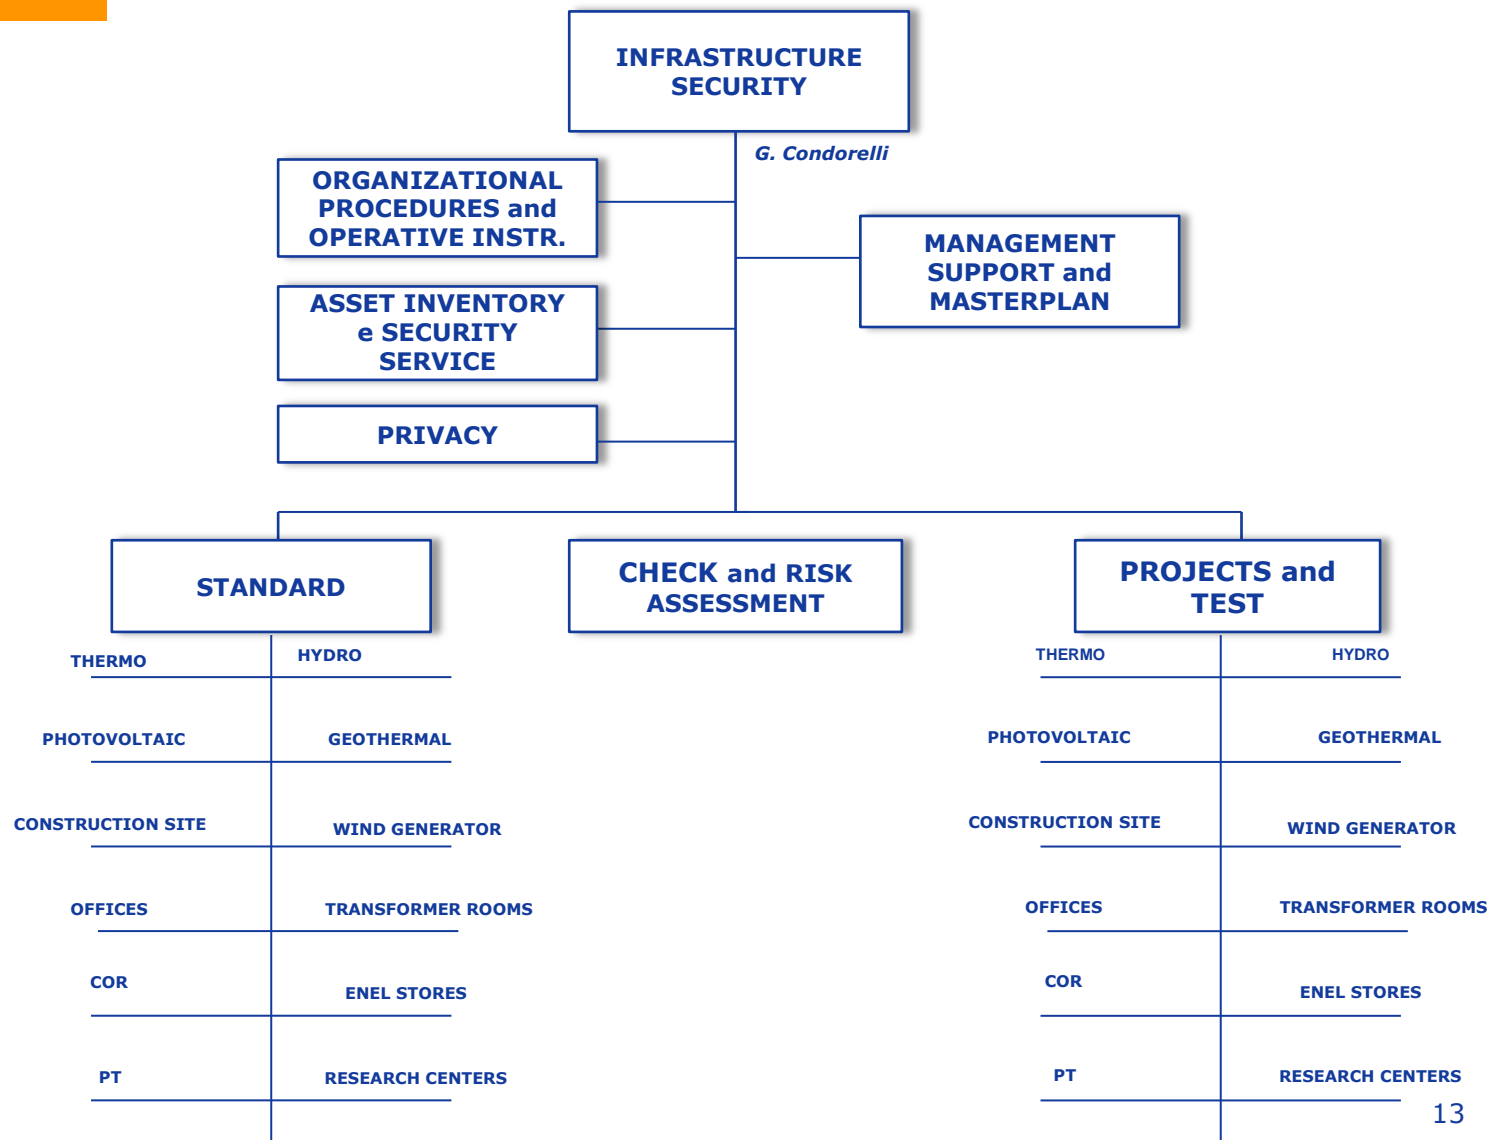 INFRASTRUCTURE
SECURITY
G. Condorelli
ORGANIZATIONAL
PROCEDURES and
OPERATIVE INSTR.
MANAGEMENT
SUPPORT and
MASTERPLAN
ASSET INVENTORY
e SECURITY
SERVICE
PRIVACY
STANDARD
CHECK and RISK
ASSESSMENT
PROJECTS and
TEST
THERMO
HYDRO
PHOTOVOLTAIC
GEOTHERMAL
CONSTRUCTION SITE
WIND GENERATOR
OFFICES
TRANSFORMER ROOMS
COR
ENEL STORES
PT
RESEARCH CENTERS
THERMO
HYDRO
PHOTOVOLTAIC
GEOTHERMAL
CONSTRUCTION SITE
WIND GENERATOR
OFFICES
TRANSFORMER ROOMS
COR
ENEL STORES
PT
RESEARCH CENTERS
13